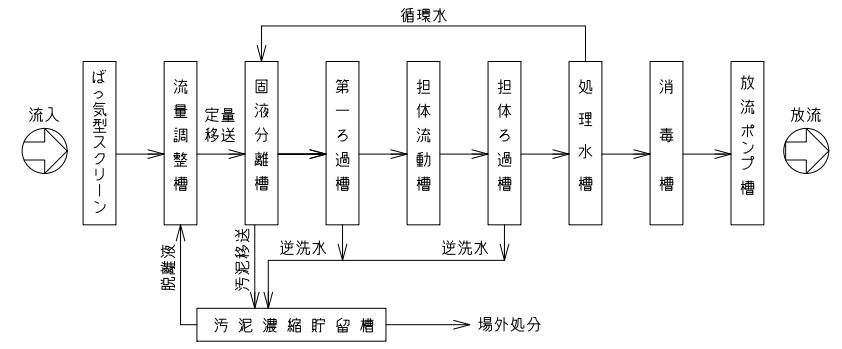 循環水
流入
ばっ気型スクリーン
流量調整槽
定量
移送
固液分離槽
第一ろ過槽
担体流動槽
担体ろ過槽
処理水槽
消毒槽
放流ポンプ槽
放流
脱離液
汚泥移送
逆洗水
逆洗水
汚泥濃縮貯留槽
場外処分